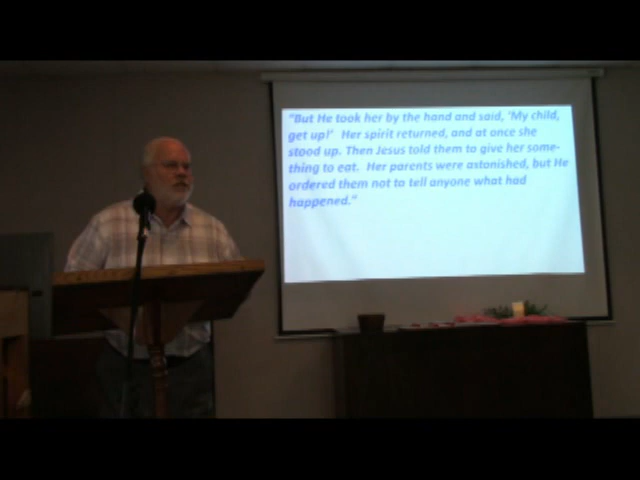 "But He took her by the hand and said, 'My child,
get up!'  Her spirit returned, and at once she
stood up. Then Jesus told them to give her some-
thing to eat.  Her parents were astonished, but He
ordered them not to tell anyone what had
happened."